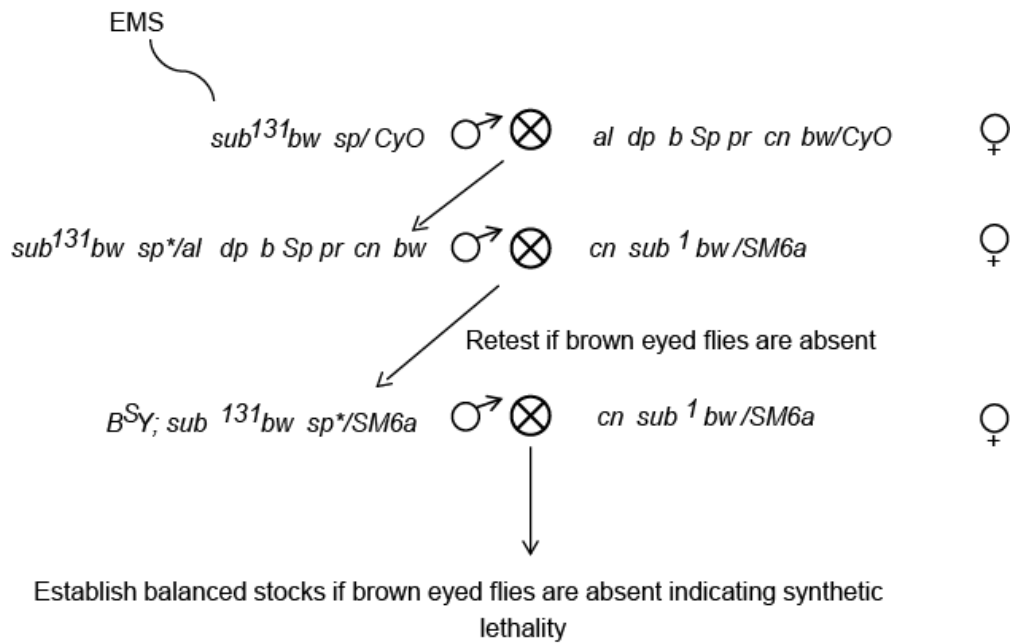 EMS
sub131bw sp/ CyO ♂ ⊗ al dp b Sp pr cn bw/CyO ♀
sub131bw sp*/al dp b Sp pr cn bw ♂ ⊗ cn sub 1 bw /SM6a ♀
Retest if brown eyed flies are absent
BSY; sub 131bw sp*/SM6a ♂ ⊗ cn sub 1 bw /SM6a ♀
Establish balanced stocks if brown eyed flies are absent indicating synthetic
lethality